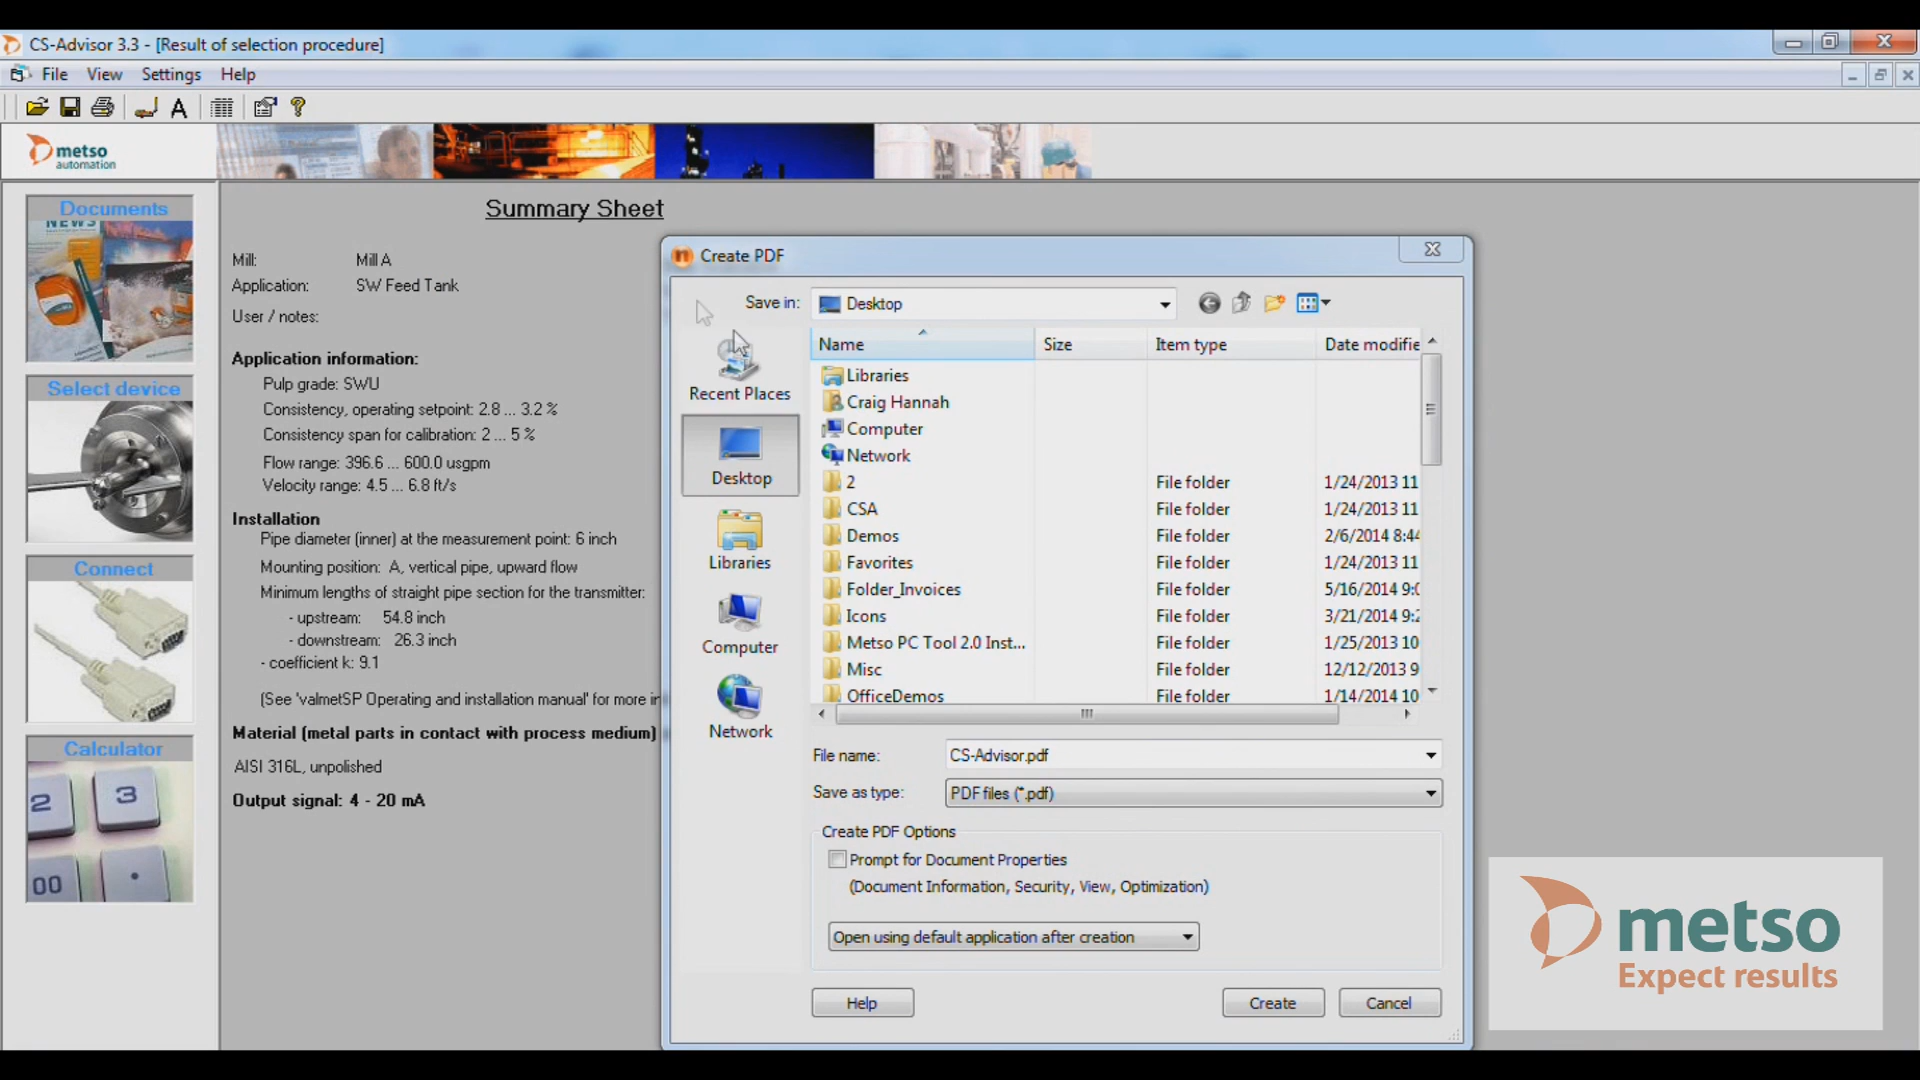 CS-Advisor 3.3 - [Result of selection procedure]
File View Settings Help
metso
automation
Documents
NEWS
Select device
Connect
Calculator
2 3
00
Summary Sheet
Mill: Mill A
Application: SW Feed Tank
User / notes:
Application information:
Pulp grade: SWU
Consistency, operating setpoint: 2.8 ... 3.2 %
Consistency span for calibration: 2 ... 5 %
Flow range: 396.6 ... 600.0 usgpm
Velocity range: 4.5 ... 6.8 ft/s
Installation
Pipe diameter (inner) at the measurement point: 6 inch
Mounting position: A, vertical pipe, upward flow
Minimum lengths of straight pipe section for the transmitter:
- upstream: 54.8 inch
- downstream: 26.3 inch
- coefficient k: 9.1
(See 'valmetSP Operating and installation manual' for more in
Material (metal parts in contact with process medium)
AISI 316L, unpolished
Output signal: 4 - 20 mA
Create PDF
Save in: Desktop
Recent Places
Desktop
Libraries
Computer
Network
Name Size Item type Date modifie
Libraries
Craig Hannah
Computer
Network
2 File folder 1/24/2013 11
CSA File folder 1/24/2013 11
Demos File folder 2/6/2014 8:44
Favorites File folder 1/24/2013 11
Folder_Invoices File folder 5/16/2014 9:0
Icons File folder 3/21/2014 9:2
Metso PC Tool 2.0 Inst... File folder 1/25/2013 10
Misc File folder 12/12/2013 9
OfficeDemos File folder 1/14/2014 10
File name: CS-Advisor.pdf
Save as type: PDF files (*.pdf)
Create PDF Options
Prompt for Document Properties
(Document Information, Security, View, Optimization)
Open using default application after creation
Help Create Cancel
metso
Expect results